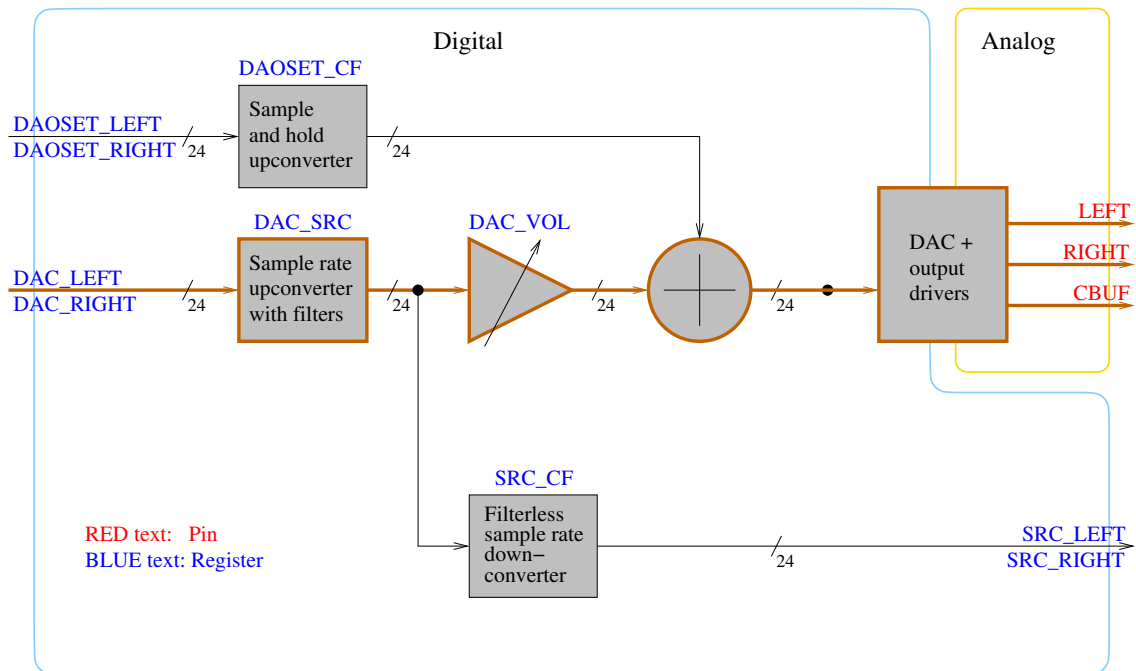 Digital
Analog
DAOSET_CF
Sample
and hold
upconverter
DAOSET_LEFT
DAOSET_RIGHT
24
24
DAC_SRC
Sample rate
upconverter
with filters
DAC_LEFT
DAC_RIGHT
24
24
DAC_VOL
24
24
DAC +
output
drivers
LEFT
RIGHT
CBUF
SRC_CF
Filterless
sample rate
down−
converter
24
SRC_LEFT
SRC_RIGHT
RED text: Pin
BLUE text: Register